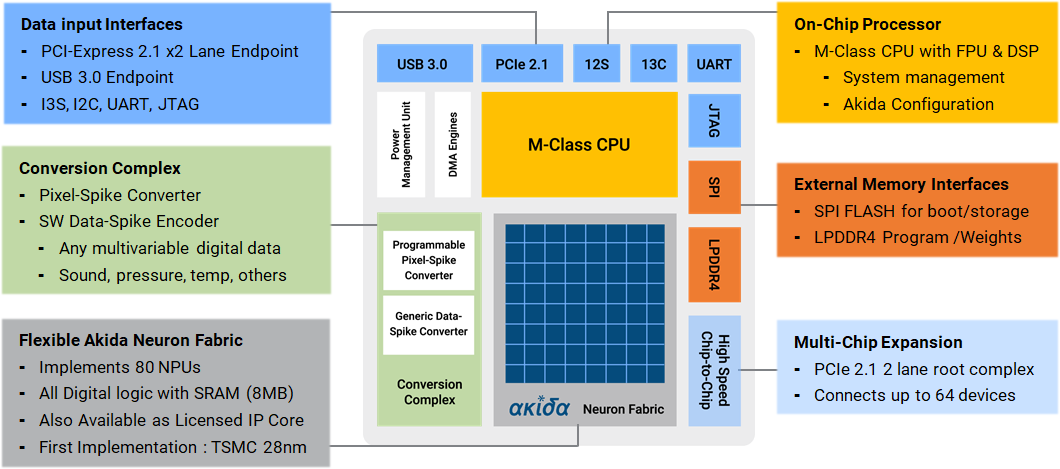 Data input Interfaces
- PCI-Express 2.1 x2 Lane Endpoint
- USB 3.0 Endpoint
- I3S, I2C, UART, JTAG
Conversion Complex
- Pixel-Spike Converter
- SW Data-Spike Encoder
- Any multivariable digital data
- Sound, pressure, temp, others
Flexible Akida Neuron Fabric
- Implements 80 NPUs
- All Digital logic with SRAM (8MB)
- Also Available as Licensed IP Core
- First Implementation : TSMC 28nm
USB 3.0
PCIe 2.1
12S
13C
UART
Power
Management Unit
DMA Engines
M-Class CPU
JTAG
SPI
LPDDR4
High Speed
Chip-to-Chip
Programmable
Pixel-Spike
Converter
Generic Data-
Spike Converter
Conversion
Complex
akida
Neuron Fabric
On-Chip Processor
- M-Class CPU with FPU & DSP
- System management
- Akida Configuration
External Memory Interfaces
- SPI FLASH for boot/storage
- LPDDR4 Program /Weights
Multi-Chip Expansion
- PCIe 2.1 2 lane root complex
- Connects up to 64 devices